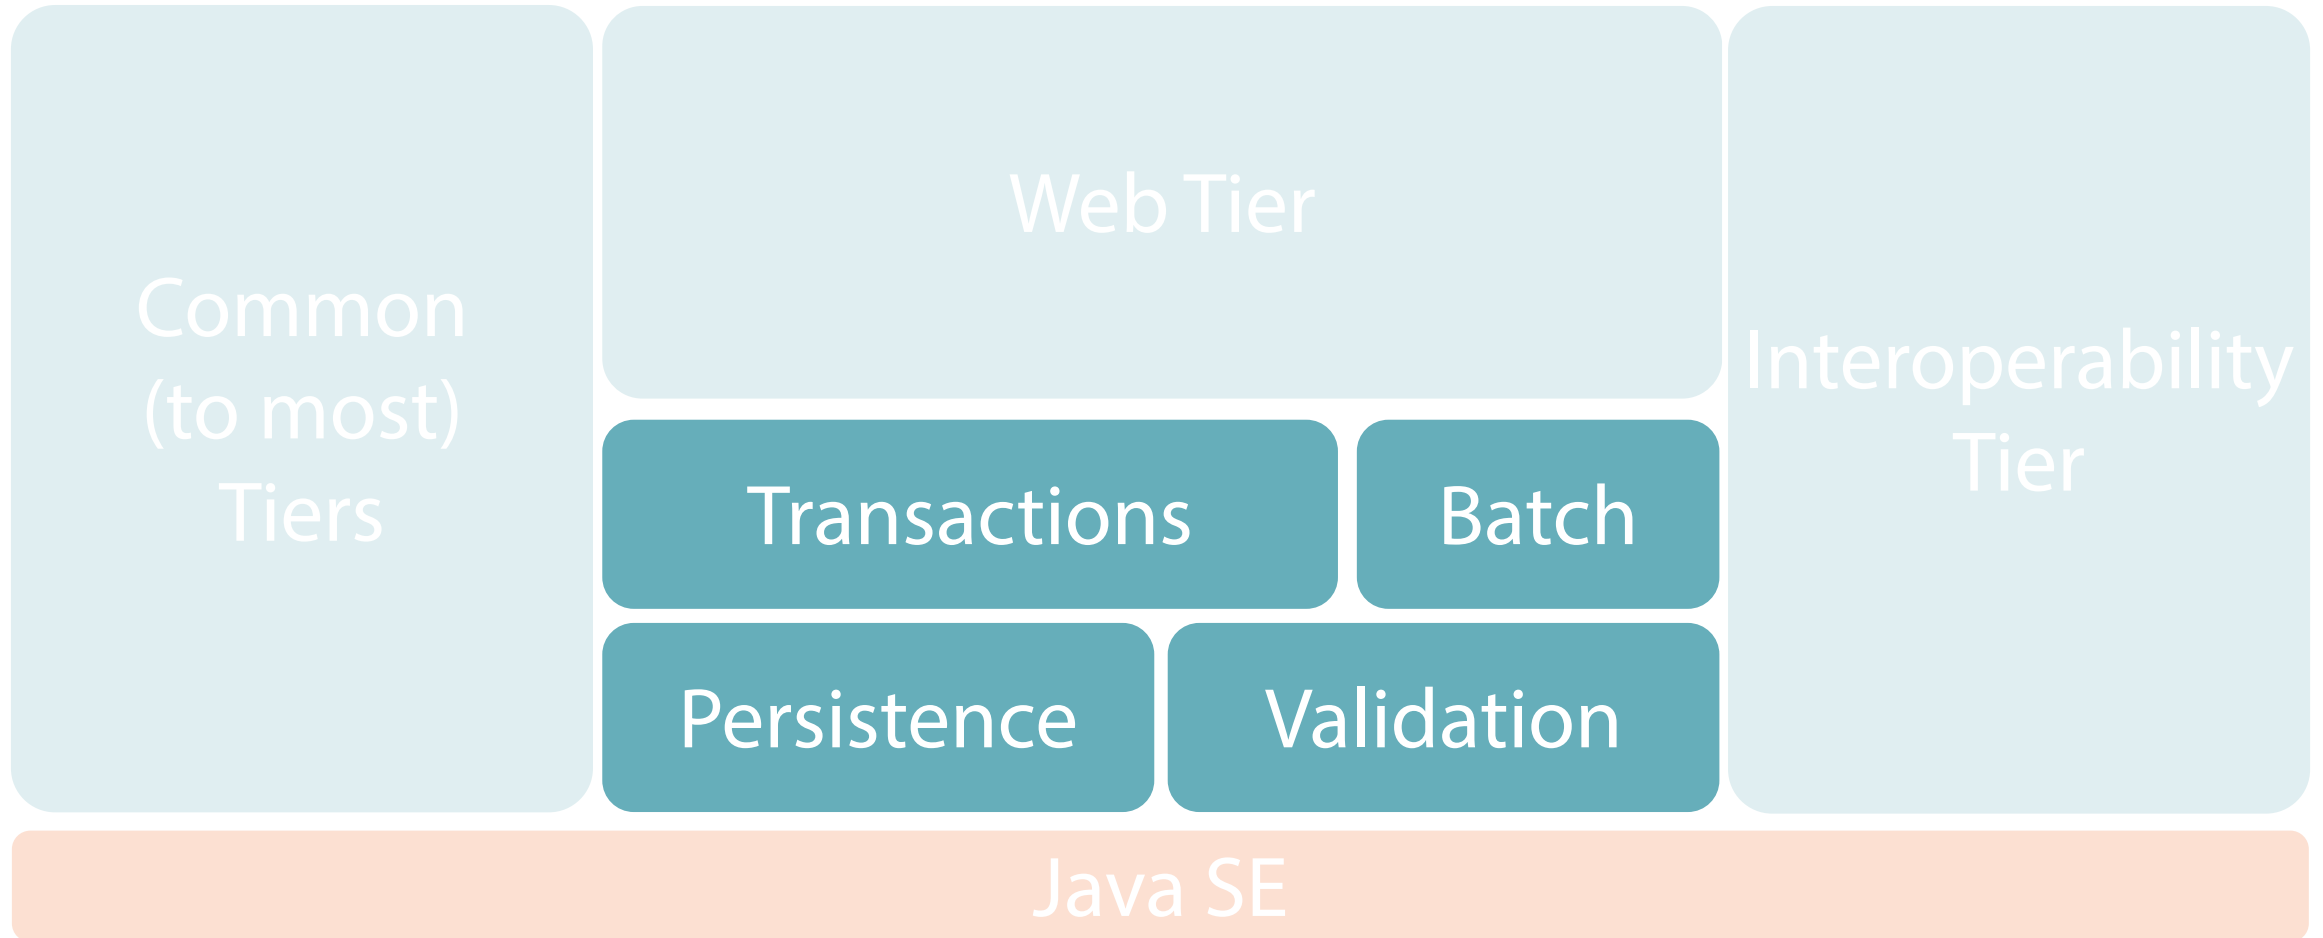 Common
(to most)
Tiers
Web Tier
Transactions
Batch
Persistence
Validation
Interoperability
Tier
Java SE